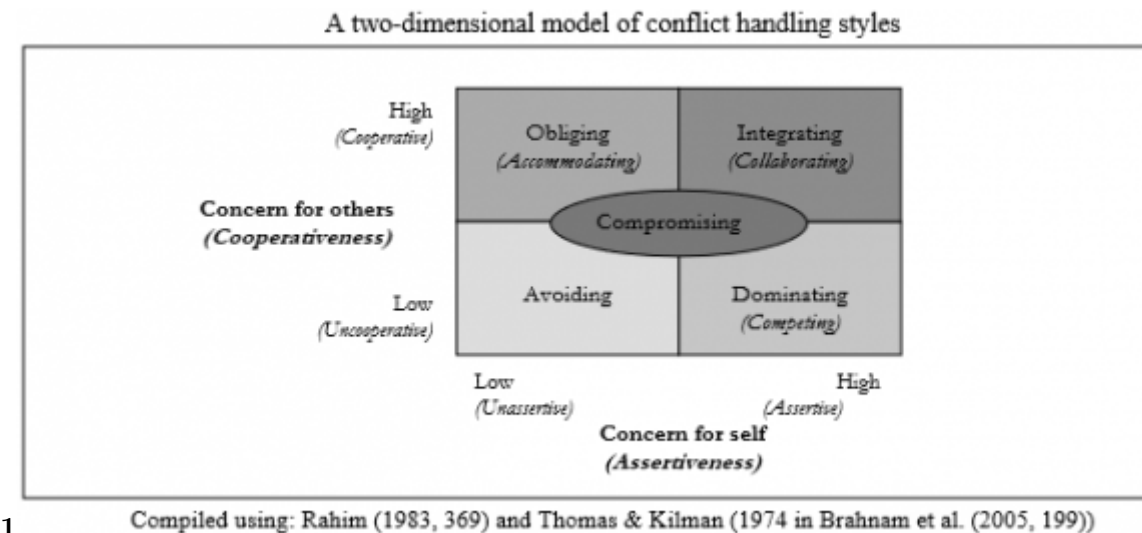 A two-dimensional model of conflict handling styles
High
(Cooperative)
Obliging
(Accommodating)
Integrating
(Collaborating)
Concern for others
(Cooperativeness)
Compromising
Low
(Uncooperative)
Avoiding
Dominating
(Competing)
Low
(Unassertive)
High
(Assertive)
Concern for self
(Assertiveness)
1
Compiled using: Rahim (1983, 369) and Thomas & Kilman (1974 in Brahnam et al. (2005, 199))